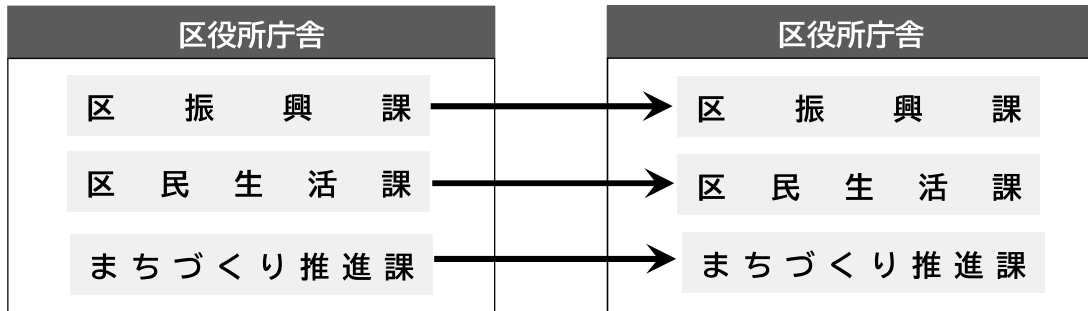 区役所庁舎
区振興課
区民生活課
まちづくり推進課
区役所庁舎
区振興課
区民生活課
まちづくり推進課